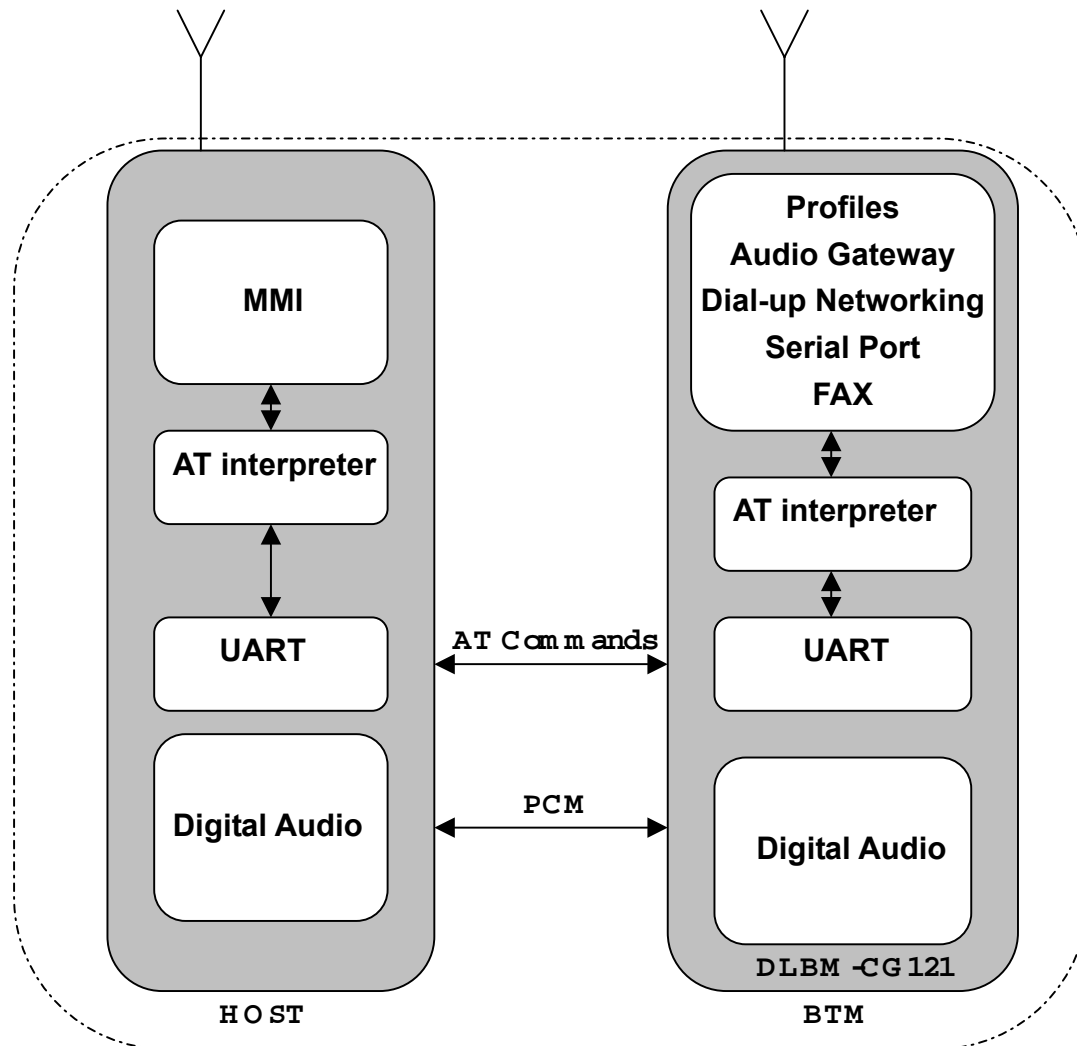 MMI
AT interpreter
UART
Digital Audio
HOST
AT Commands
PCM
Profiles
Audio Gateway
Dial-up Networking
Serial Port
FAX
AT interpreter
UART
Digital Audio
DLBM-CG121
BTM